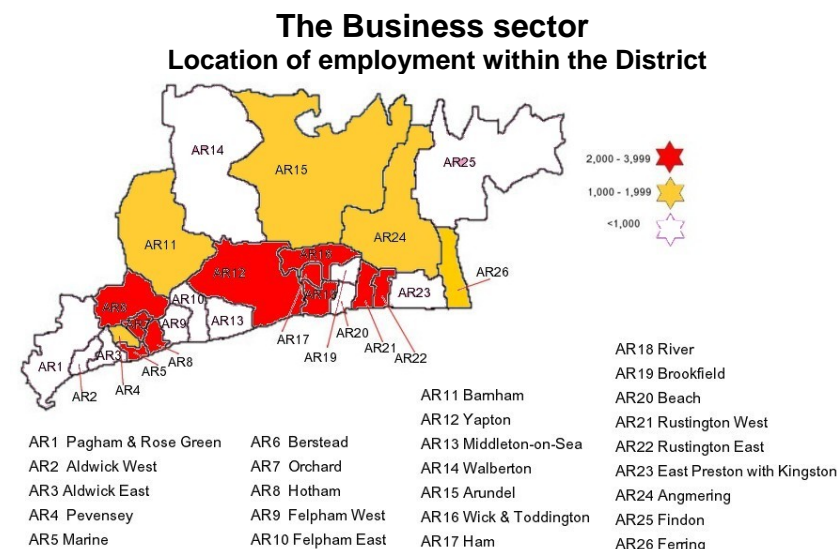 The Business sector
Location of employment within the District
AR14
AR15
AR25
2,000 - 3,999
1,000 - 1,999
<1,000
AR11
AR24
AR12
AR16
AR26
AR6
AR10
AR18
AR23
AR7
AR9
AR13
AR17
AR20
AR1
AR3
AR8
AR19
AR21
AR22
AR5
AR2
AR4
AR1 Pagham & Rose Green
AR2 Aldwick West
AR3 Aldwick East
AR4 Pevensey
AR5 Marine
AR6 Berstead
AR7 Orchard
AR8 Hotham
AR9 Felpham West
AR10 Felpham East
AR11 Barnham
AR12 Yapton
AR13 Middleton-on-Sea
AR14 Walberton
AR15 Arundel
AR16 Wick & Toddington
AR17 Ham
AR18 River
AR19 Brookfield
AR20 Beach
AR21 Rustington West
AR22 Rustington East
AR23 East Preston with Kingston
AR24 Angmering
AR25 Findon
AR26 Ferring